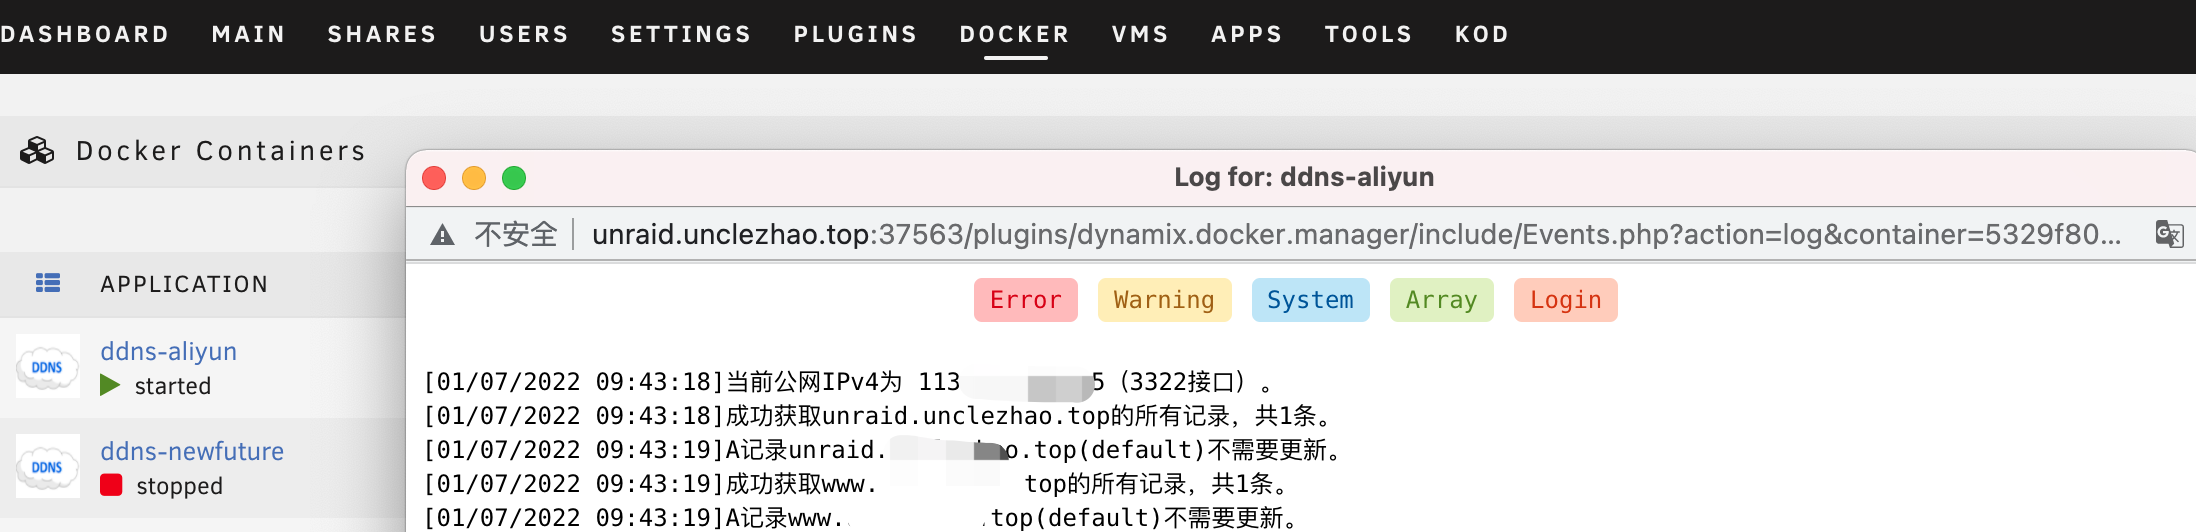 DASHBOARD MAIN SHARES USERS SETTINGS PLUGINS DOCKER VMS APPS TOOLS KOD
Docker Containers
Log for: ddns-aliyun
不安全 unraid.unclezhao.top:37563/plugins/dynamix.docker.manager/include/Events.php?action=log&container=5329f80...
APPLICATION
Error Warning System Array Login
DDNS
ddns-aliyun
started
DDNS
ddns-newfuture
stopped
[01/07/2022 09:43:18]当前公网IPv4为 113 5（3322接口）。
[01/07/2022 09:43:18]成功获取unraid.unclezhao.top的所有记录，共1条。
[01/07/2022 09:43:19]A记录unraid. o.top(default)不需要更新。
[01/07/2022 09:43:19]成功获取www. top的所有记录，共1条。
[01/07/2022 09:43:19]A记录www. .top(default)不需要更新。